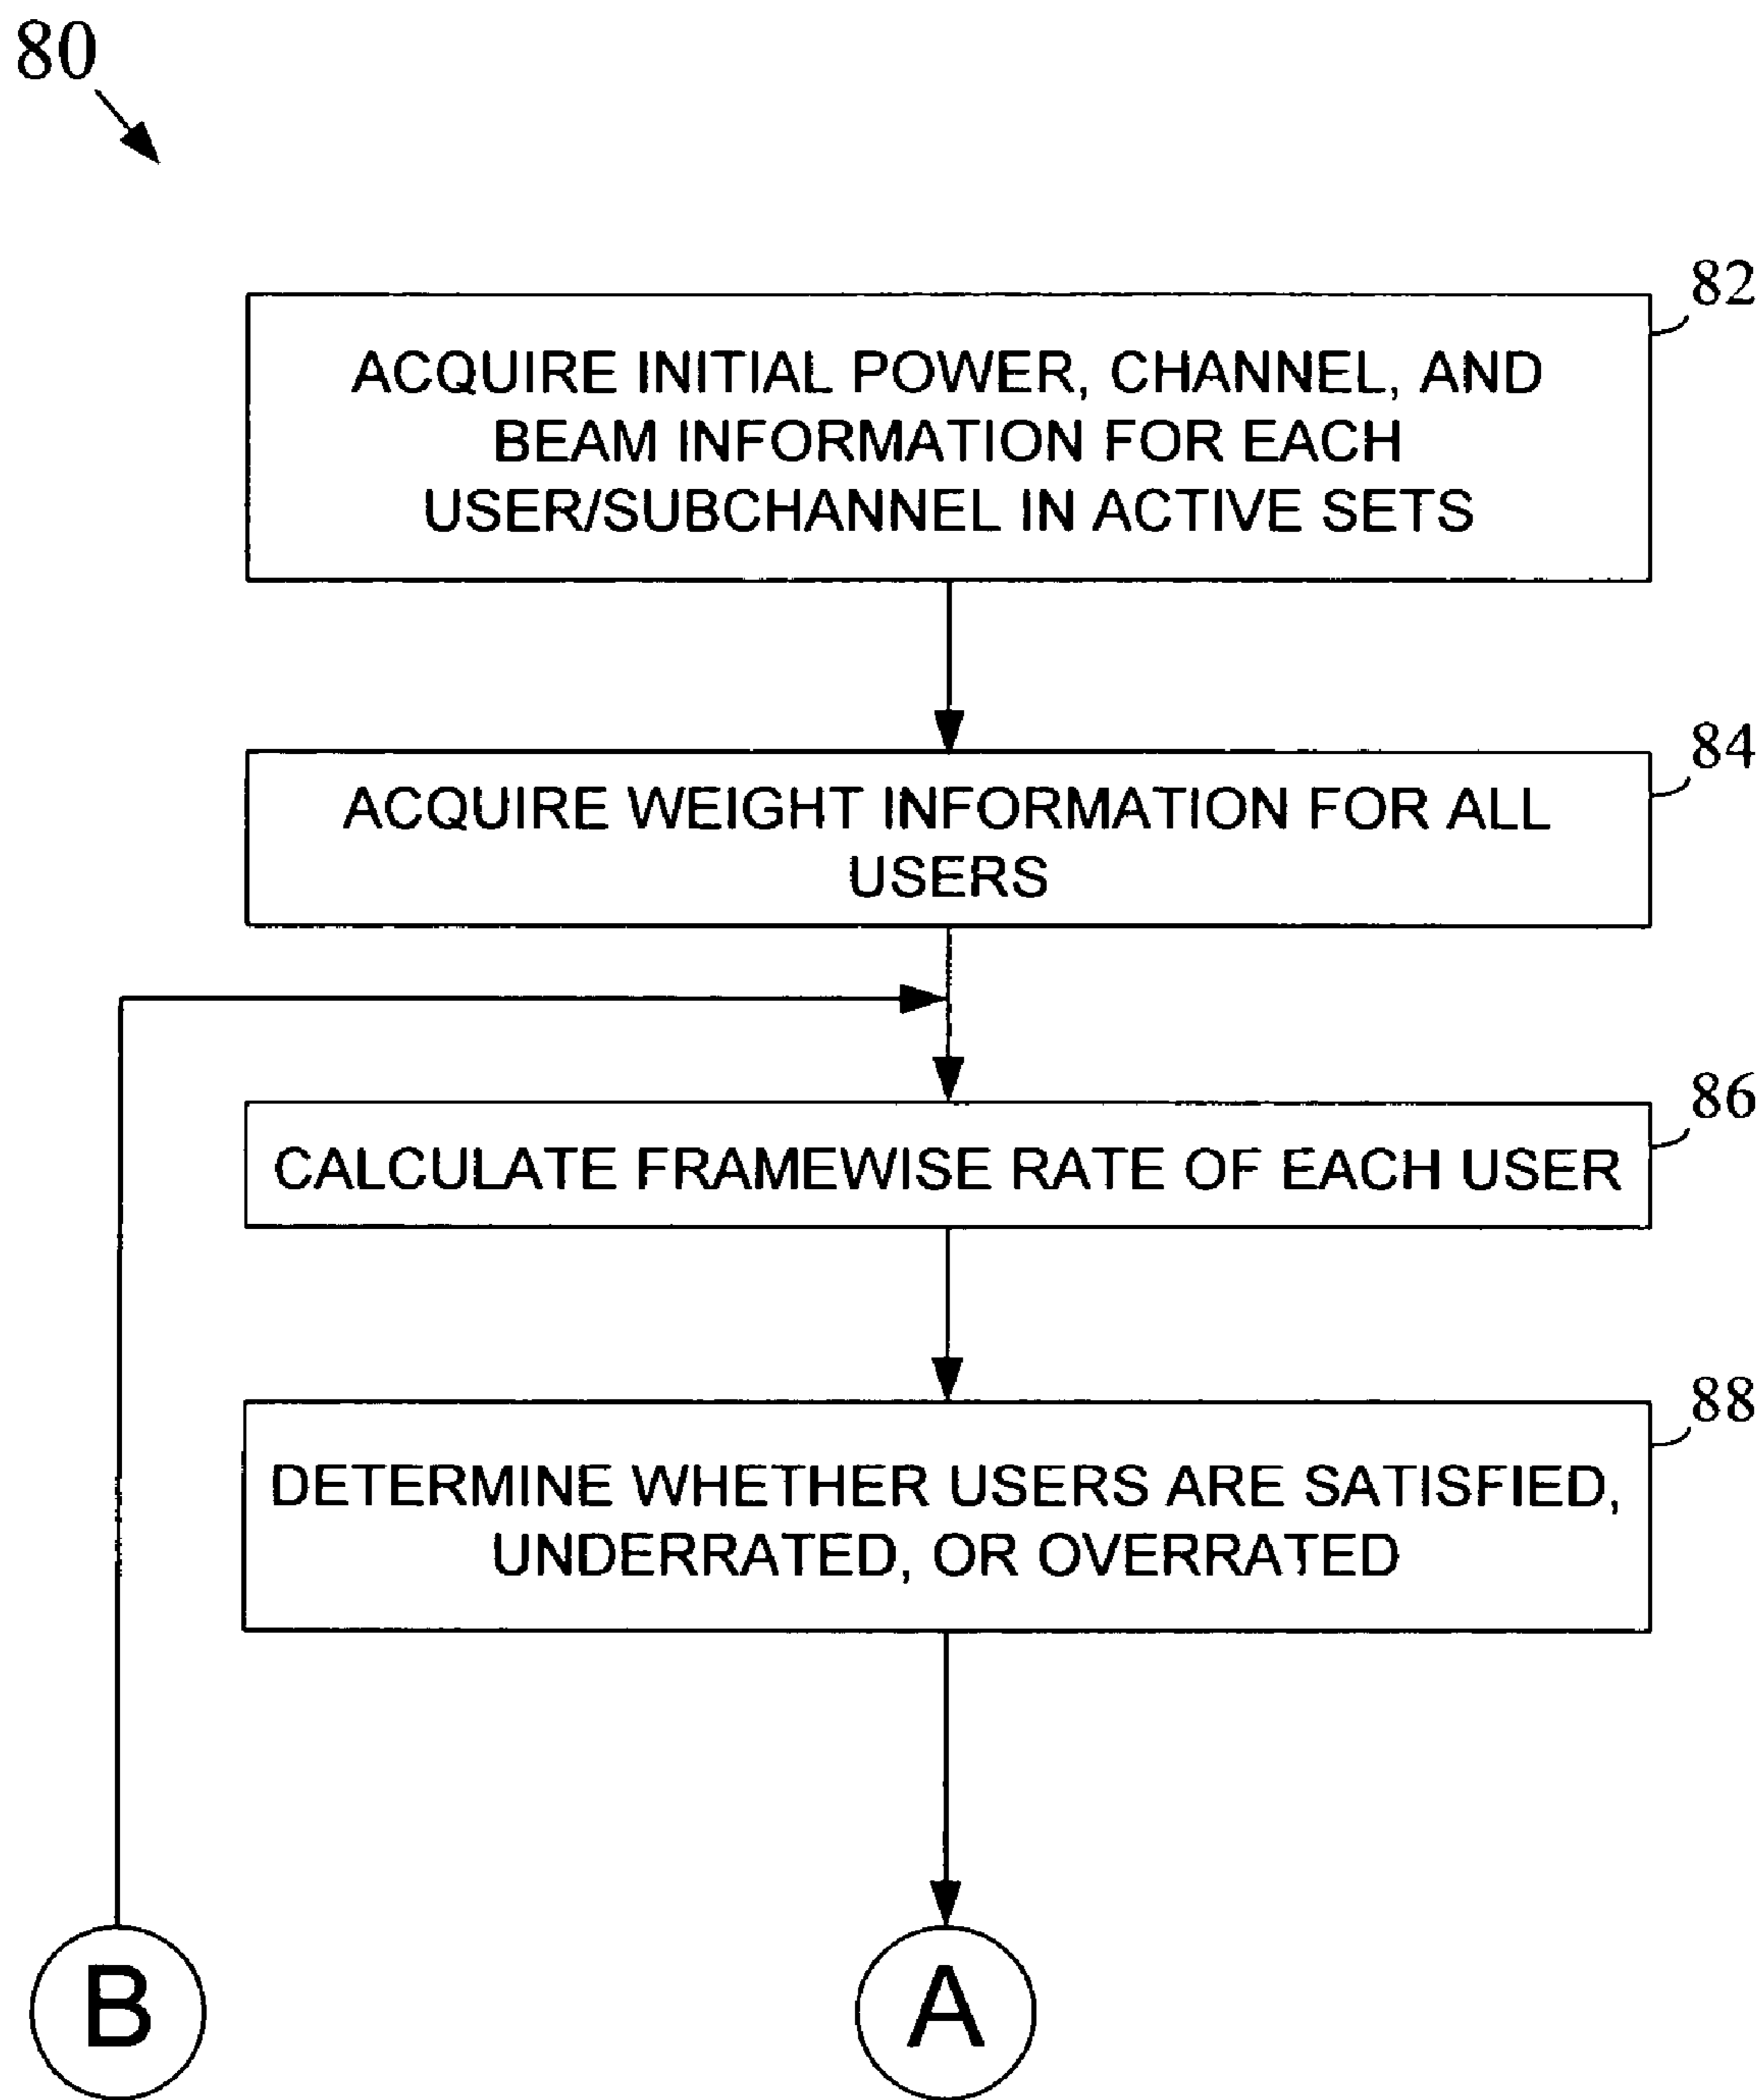 80
82
ACQUIRE INITIAL POWER, CHANNEL, AND
BEAM INFORMATION FOR EACH
USER/SUBCHANNEL IN ACTIVE SETS
84
ACQUIRE WEIGHT INFORMATION FOR ALL
USERS
86
CALCULATE FRAMEWISE RATE OF EACH USER
88
DETERMINE WHETHER USERS ARE SATISFIED,
UNDERRATED, OR OVERRATED
B
A